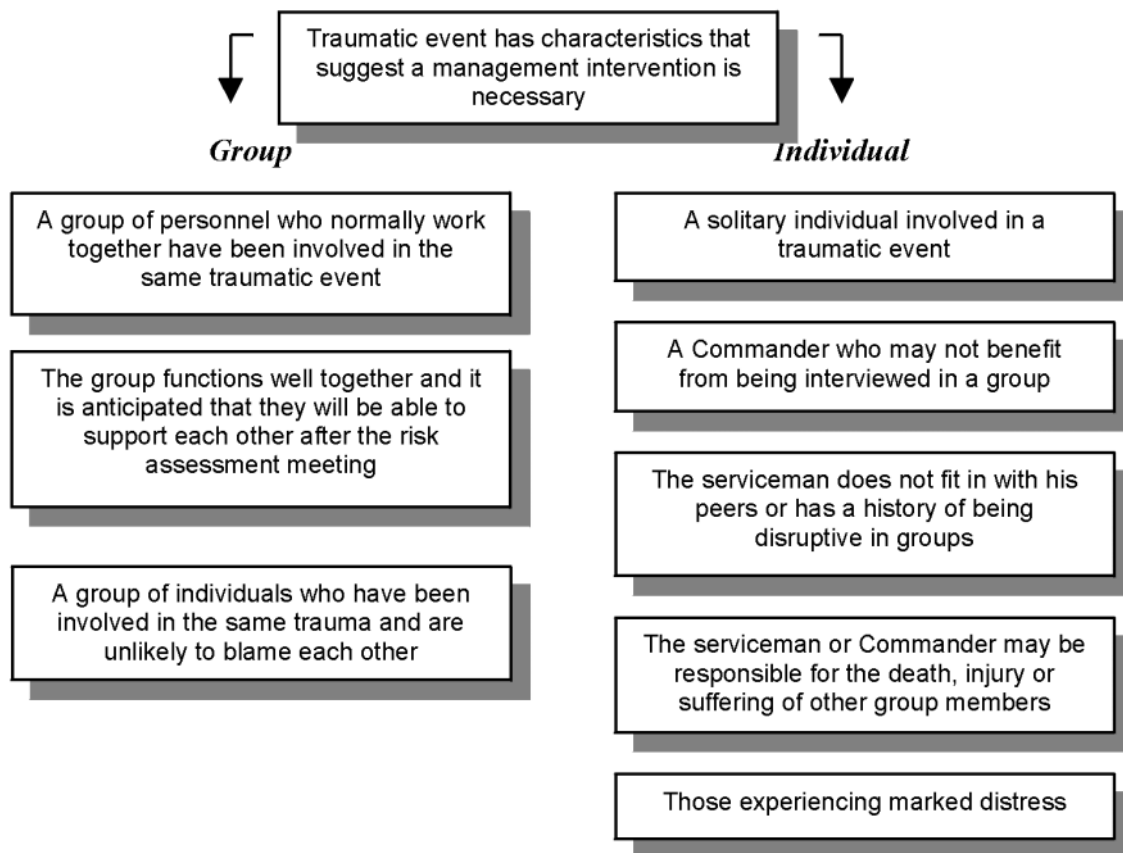 Traumatic event has characteristics that
suggest a management intervention is
necessary
Group
A group of personnel who normally work
together have been involved in the
same traumatic event
The group functions well together and it
is anticipated that they will be able to
support each other after the risk
assessment meeting
A group of individuals who have been
involved in the same trauma and are
unlikely to blame each other
Individual
A solitary individual involved in a
traumatic event
A Commander who may not benefit
from being interviewed in a group
The serviceman does not fit in with his
peers or has a history of being
disruptive in groups
The serviceman or Commander may be
responsible for the death, injury or
suffering of other group members
Those experiencing marked distress